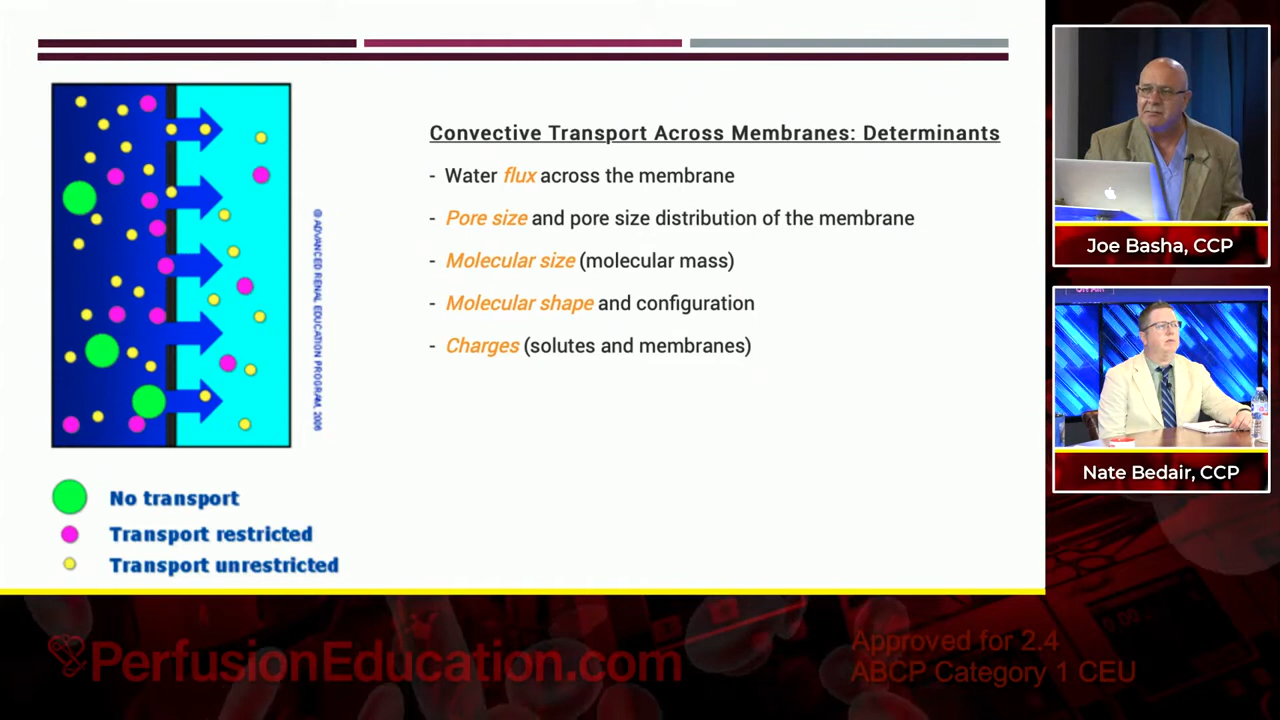 Convective Transport Across Membranes: Determinants
- Water flux across the membrane
- Pore size and pore size distribution of the membrane
- Molecular size (molecular mass)
- Molecular shape and configuration
- Charges (solutes and membranes)
@ ADVANCED RENAL EDUCATION PROGRAM, 2006
No transport
Transport restricted
Transport unrestricted
Joe Basha, CCP
Nate Bedair, CCP
PerfusionEducation.com
Approved for 2.4
ABCP Category 1 CEU